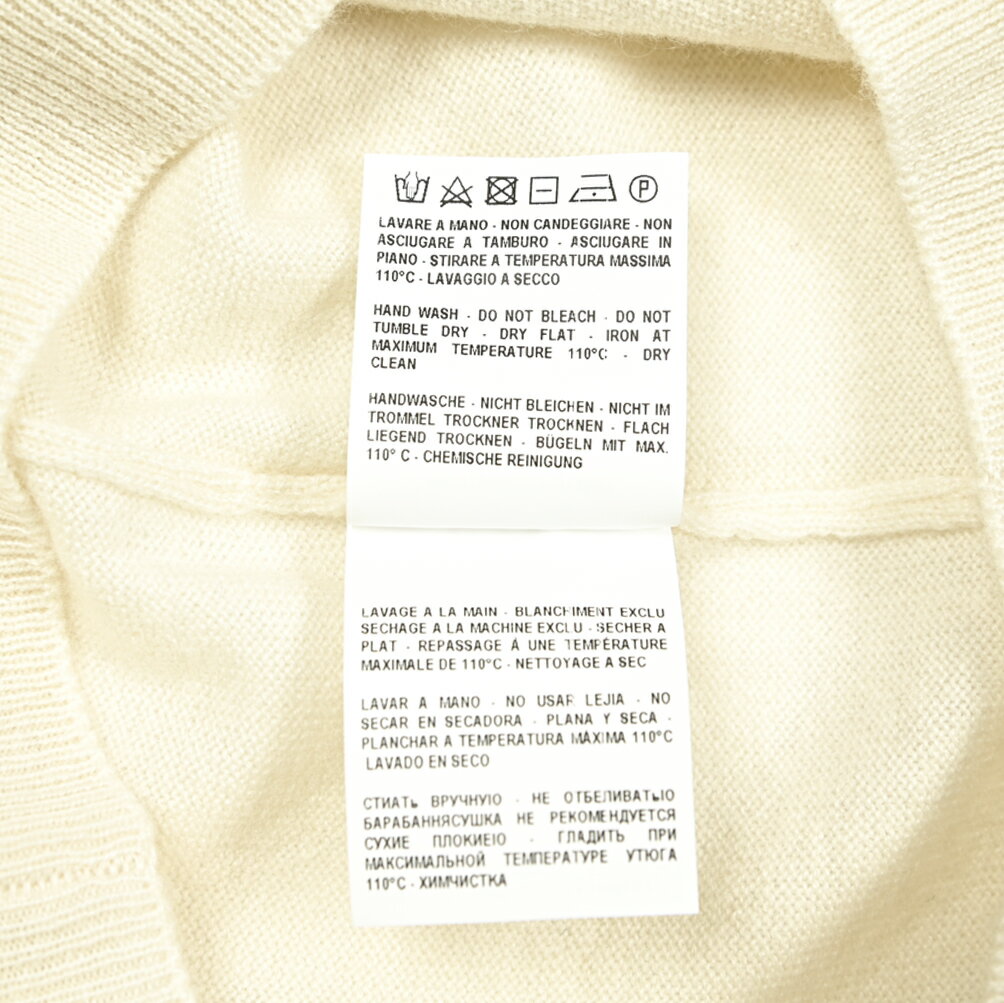 P
LAVARE A MANO - NON CANDEGGIARE - NON
ASCIUGARE A TAMBURO - ASCIUGARE IN
PIANO - STIRARE A TEMPERATURA MASSIMA
110°C - LAVAGGIO A SECCO
HAND WASH - DO NOT BLEACH - DO NOT
TUMBLE DRY - DRY FLAT - IRON AT
MAXIMUM TEMPERATURE 110°C - DRY
CLEAN
HANDWASCHE - NICHT BLEICHEN - NICHT IM
TROMMEL TROCKNER TROCKNEN - FLACH
LIEGEND TROCKNEN - BÜGELN MIT MAX.
110° C - CHEMISCHE REINIGUNG
LAVAGE A LA MAIN - BLANCHIMENT EXCLU
SECHAGE A LA MACHINE EXCLU - SECHER A
PLAT - REPASSAGE Á UNE TEMPÉRATURE
MAXIMALE DE 110°C - NETTOYAGE A SEC
LAVAR A MANO - NO USAR LEJIA - NO
SECAR EN SECADORA - PLANA Y SECA -
PLANCHAR A TEMPERATURA MÁXIMA 110°C
LAVADO EN SECO
СТИАТЬ ВРУЧНУЮ - НЕ ОТБЕЛИВАТЬЮ
БАРАБАННЯСУШКА НЕ РЕКОМЕНДУЕТСЯ
СУХИЕ ПЛОКИЕІО - ГЛАДИТЬ ПРИ
МАКСИМАЛЬНОЙ ТЕМПЕРАТУРЕ УТЮГА
110°C - ХИМЧИСТКА